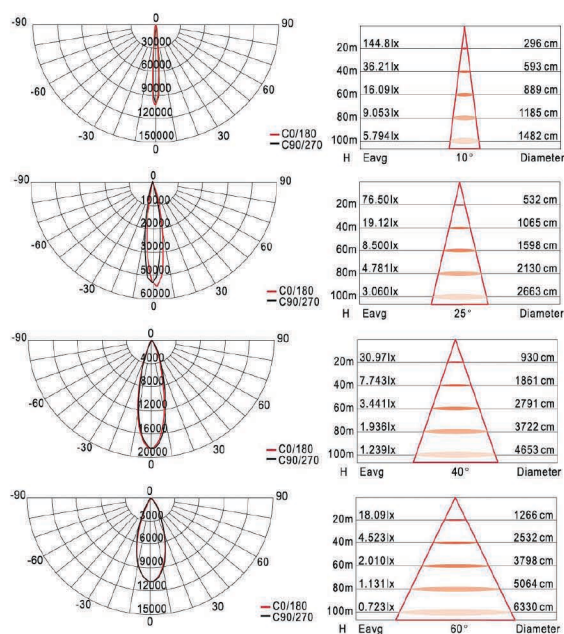 0
-90 90
30000
60000
90000
120000
150000
-60 60
-30 30
0
C0/180
C90/270
20m 144.8lx 296 cm
40m 36.21lx 593 cm
60m 16.09lx 889 cm
80m 9.053lx 1185 cm
100m 5.794lx 1482 cm
H Eavg 10° Diameter
0
-90 90
10000
20000
30000
40000
50000
60000
-60 60
-30 30
0
C0/180
C90/270
20m 76.50lx 532 cm
40m 19.12lx 1065 cm
60m 8.500lx 1598 cm
80m 4.781lx 2130 cm
100m 3.060lx 2663 cm
H Eavg 25° Diameter
0
-90 90
4000
3000
12000
16000
20000
-60 60
-30 30
0
C0/180
C90/270
20m 30.97lx 930 cm
40m 7.743lx 1861 cm
60m 3.441lx 2791 cm
80m 1.936lx 3722 cm
100m 1.239lx 4653 cm
H Eavg 40° Diameter
0
-90 90
3000
6000
9000
12000
15000
-60 60
-30 30
0
C0/180
C90/270
20m 18.09lx 1266 cm
40m 4.523lx 2532 cm
60m 2.010lx 3798 cm
80m 1.131lx 5064 cm
100m 0.723lx 6330 cm
H Eavg 60° Diameter